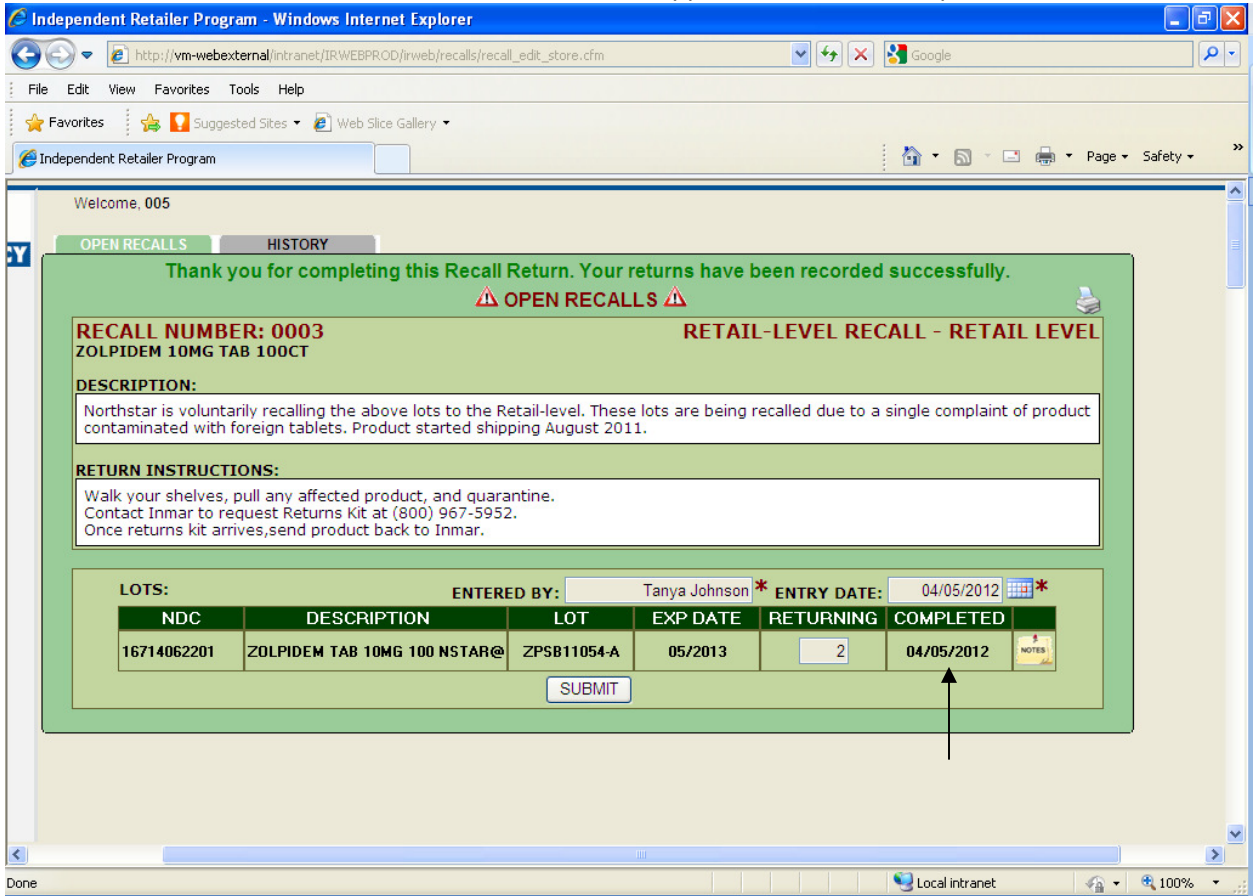 Independent Retailer Program - Windows Internet Explorer
http://vm-webexternal/intranet/IRWEBPROD/irweb/recalls/recall_edit_store.cfm
Google
File Edit View Favorites Tools Help
Favorites Suggested Sites Web Slice Gallery
Independent Retailer Program
Page Safety »
Welcome, 005
CY
OPEN RECALLS HISTORY
Thank you for completing this Recall Return. Your returns have been recorded successfully.
OPEN RECALLS
RECALL NUMBER: 0003 RETAIL-LEVEL RECALL - RETAIL LEVEL
ZOLPIDEM 10MG TAB 100CT
DESCRIPTION:
Northstar is voluntarily recalling the above lots to the Retail-level. These lots are being recalled due to a single complaint of product
contaminated with foreign tablets. Product started shipping August 2011.
RETURN INSTRUCTIONS:
Walk your shelves, pull any affected product, and quarantine.
Contact Inmar to request Returns Kit at (800) 967-5952.
Once returns kit arrives,send product back to Inmar.
LOTS: ENTERED BY: Tanya Johnson * ENTRY DATE: 04/05/2012 *
NDC DESCRIPTION LOT EXP DATE RETURNING COMPLETED
16714062201 ZOLPIDEM TAB 10MG 100 NSTAR@ ZPSB11054-A 05/2013 2 04/05/2012 NOTES
SUBMIT
Done Local intranet 100%